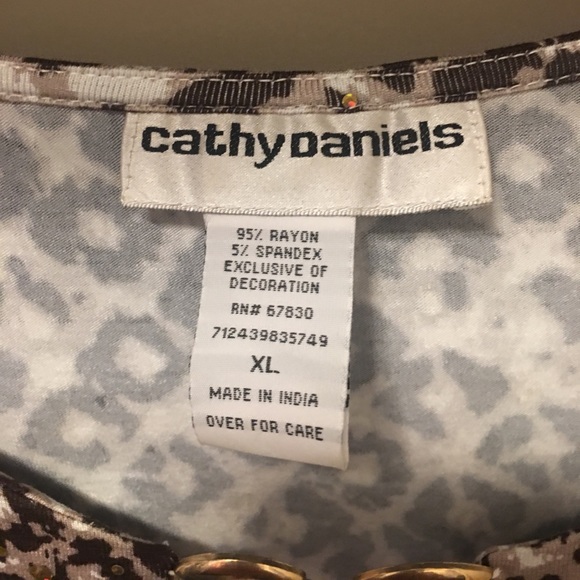 cathyDaniels
95% RAYON
5% SPANDEX
EXCLUSIVE OF
DECORATION
RN# 67830
712439835749
XL
MADE IN INDIA
OVER FOR CARE